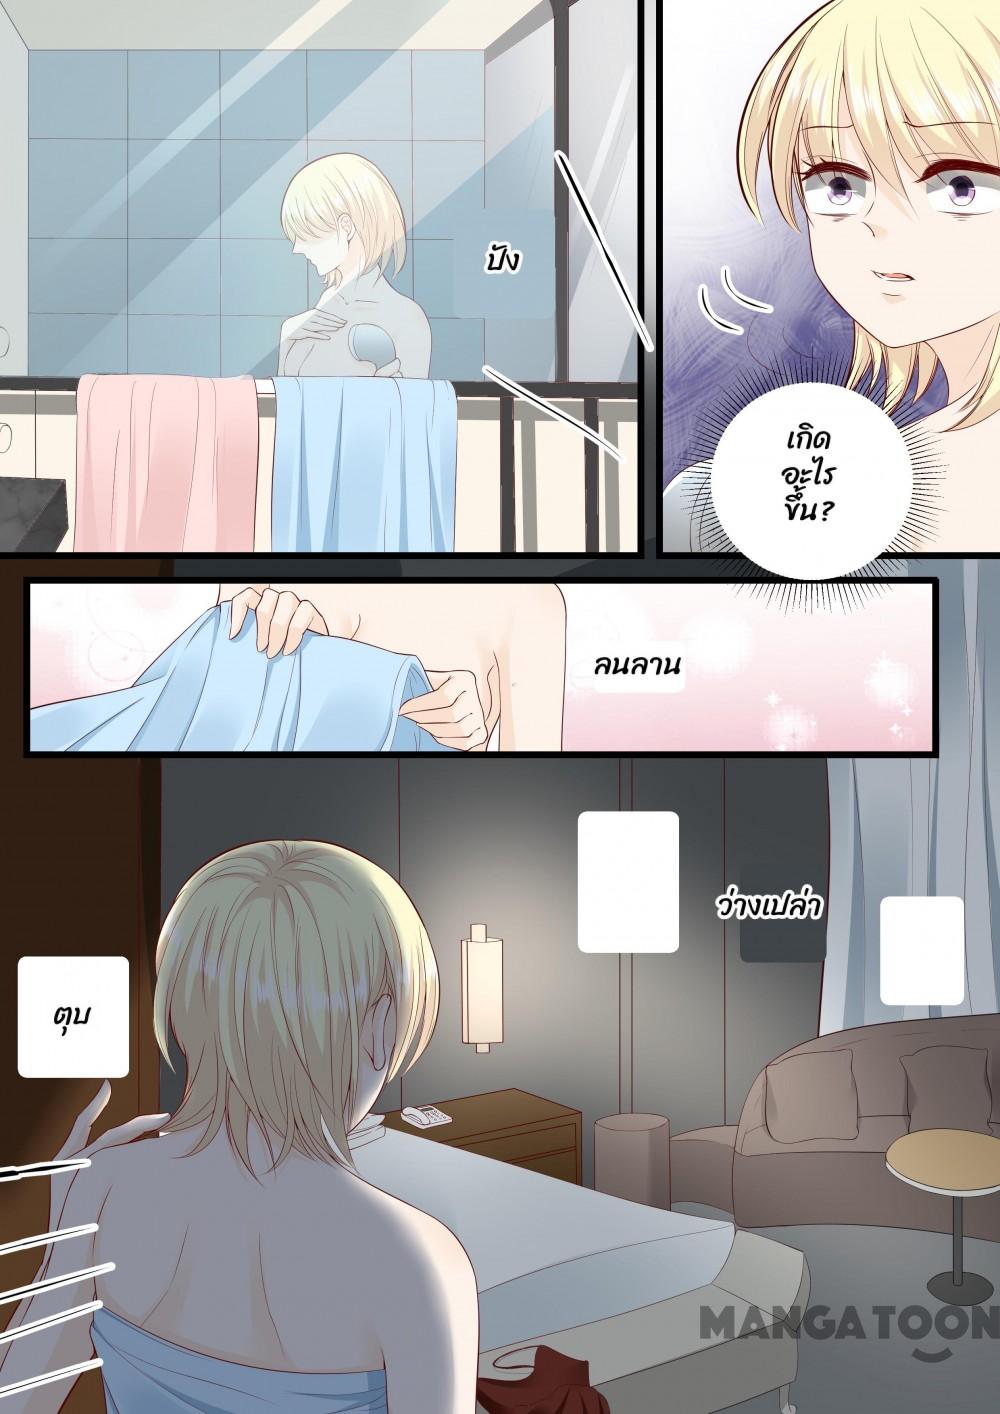 ปัง
เกิด
อะไร
ขึ้น?
ลนลาน
ว่างเปล่า
ตุบ
MANGATOON